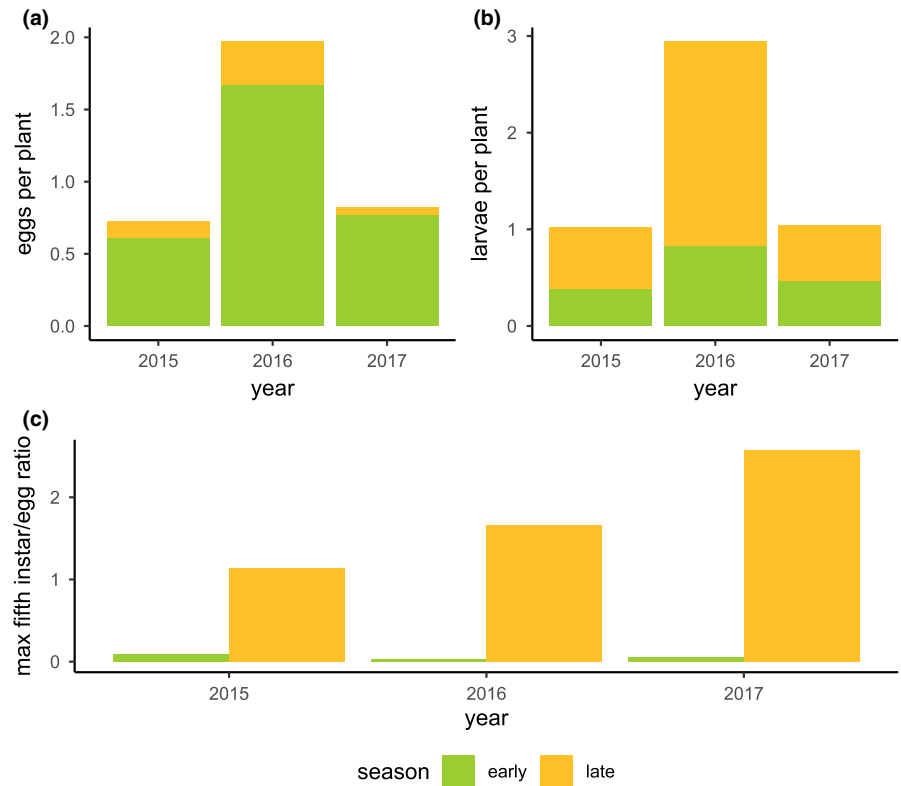 (a)
eggs per plant
2.0
1.5
1.0
0.5
0.0
2015 2016 2017
year
(b)
larvae per plant
3
2
1
0
2015 2016 2017
year
(c)
max fifth instar/egg ratio
2
1
0
2015 2016 2017
year
season early late